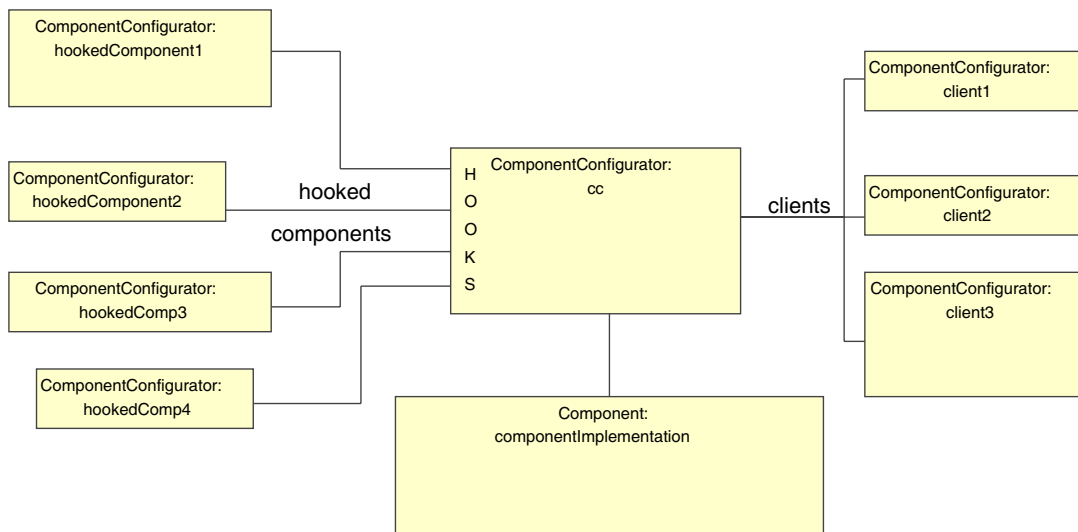 ComponentConfigurator:
hookedComponent1
ComponentConfigurator:
hookedComponent2
hooked
components
ComponentConfigurator:
hookedComp3
ComponentConfigurator:
hookedComp4
H
O
O
K
S
ComponentConfigurator:
cc
Component:
componentImplementation
clients
ComponentConfigurator:
client1
ComponentConfigurator:
client2
ComponentConfigurator:
client3